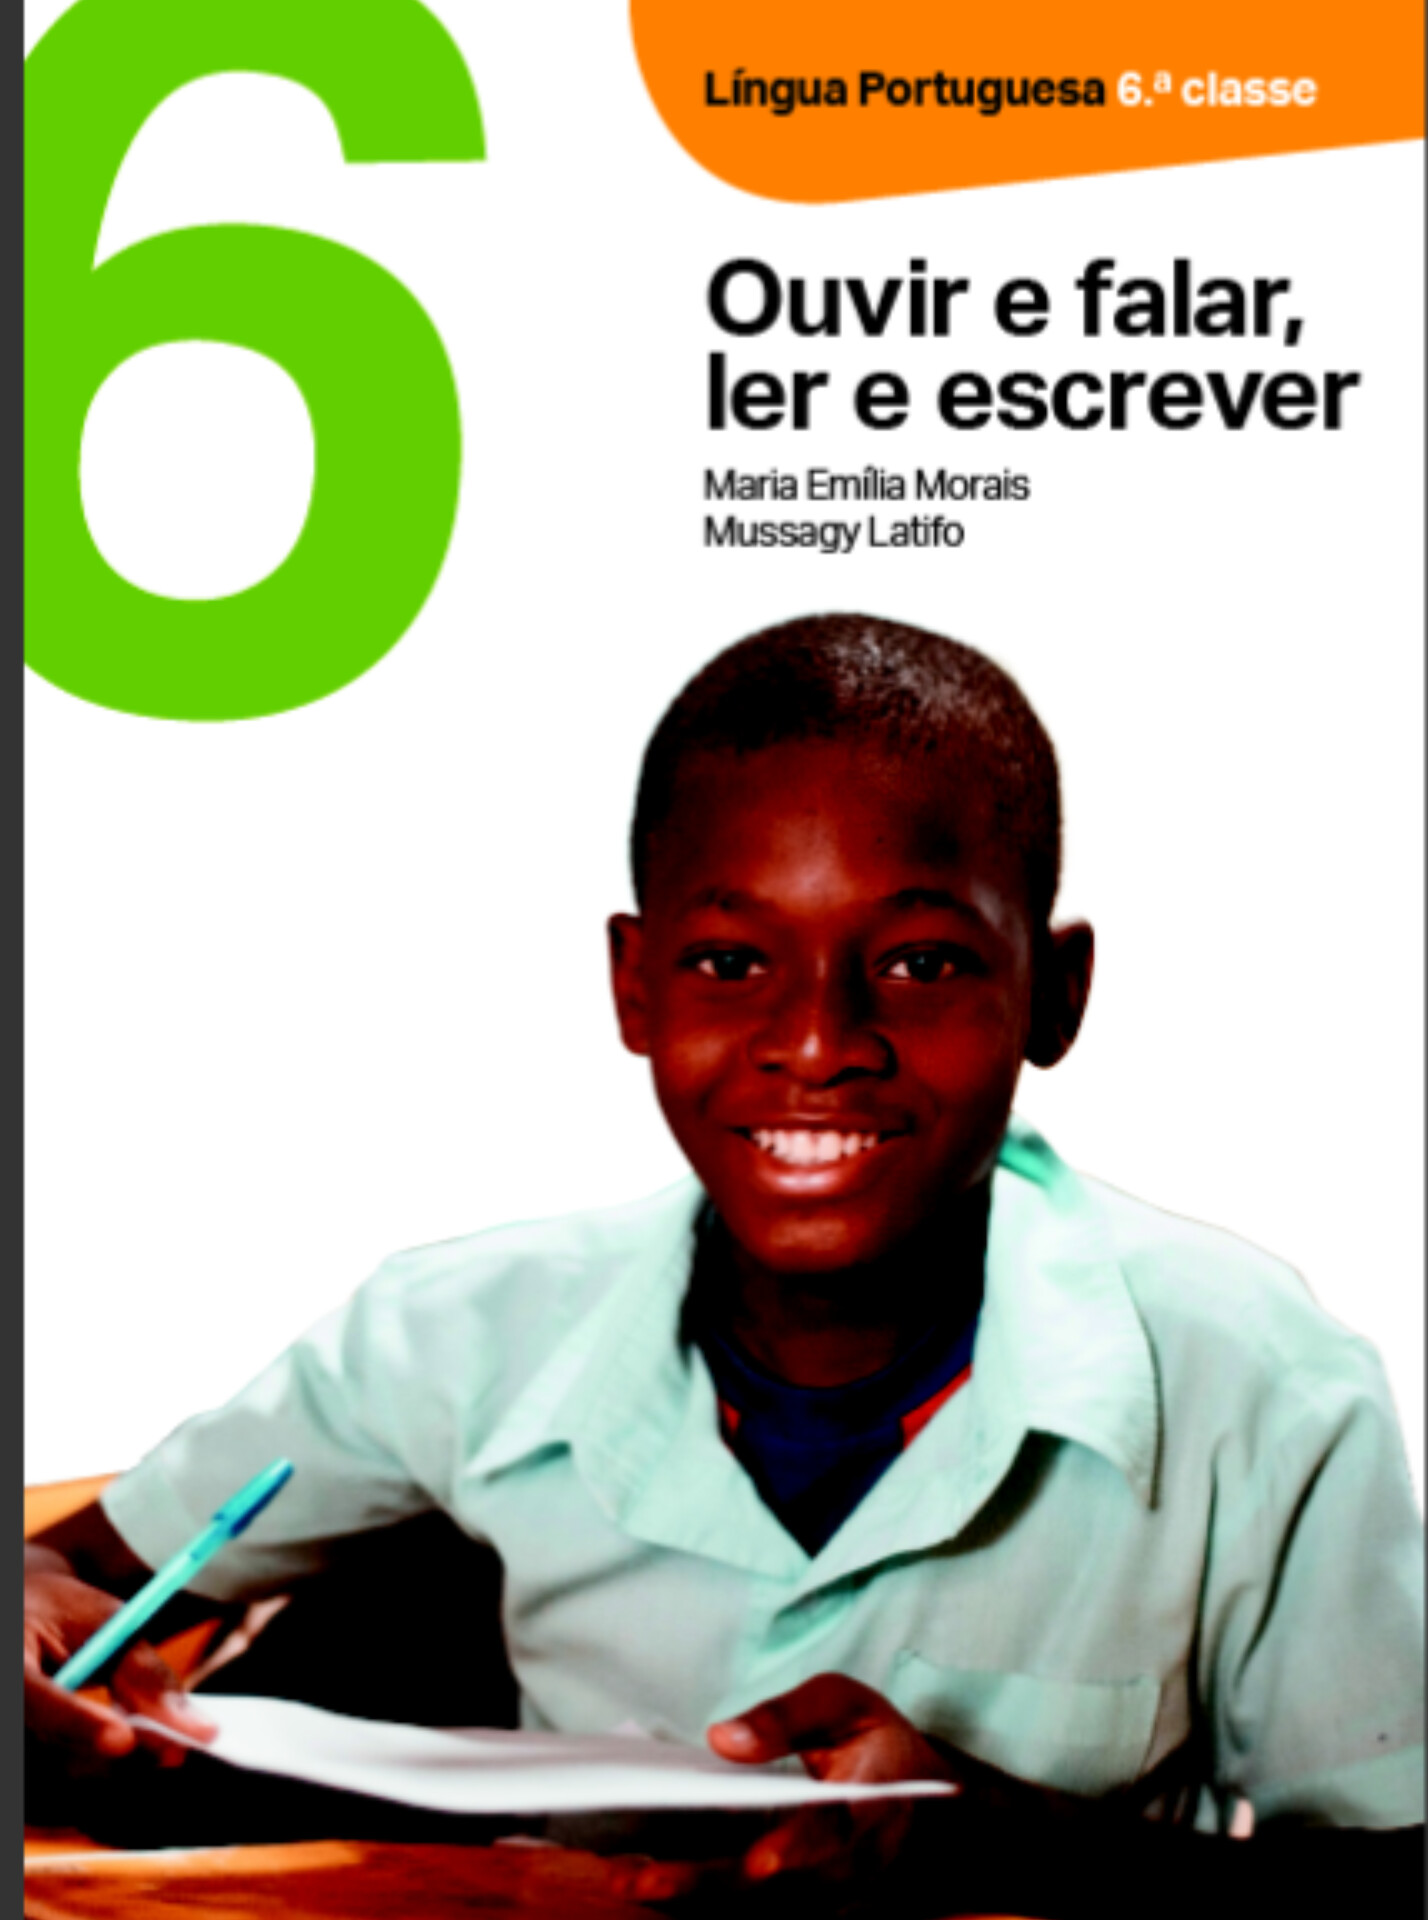 6
Língua Portuguesa 6.ª classe
Ouvir e falar,
ler e escrever
Maria Emília Morais
Mussagy Latifo